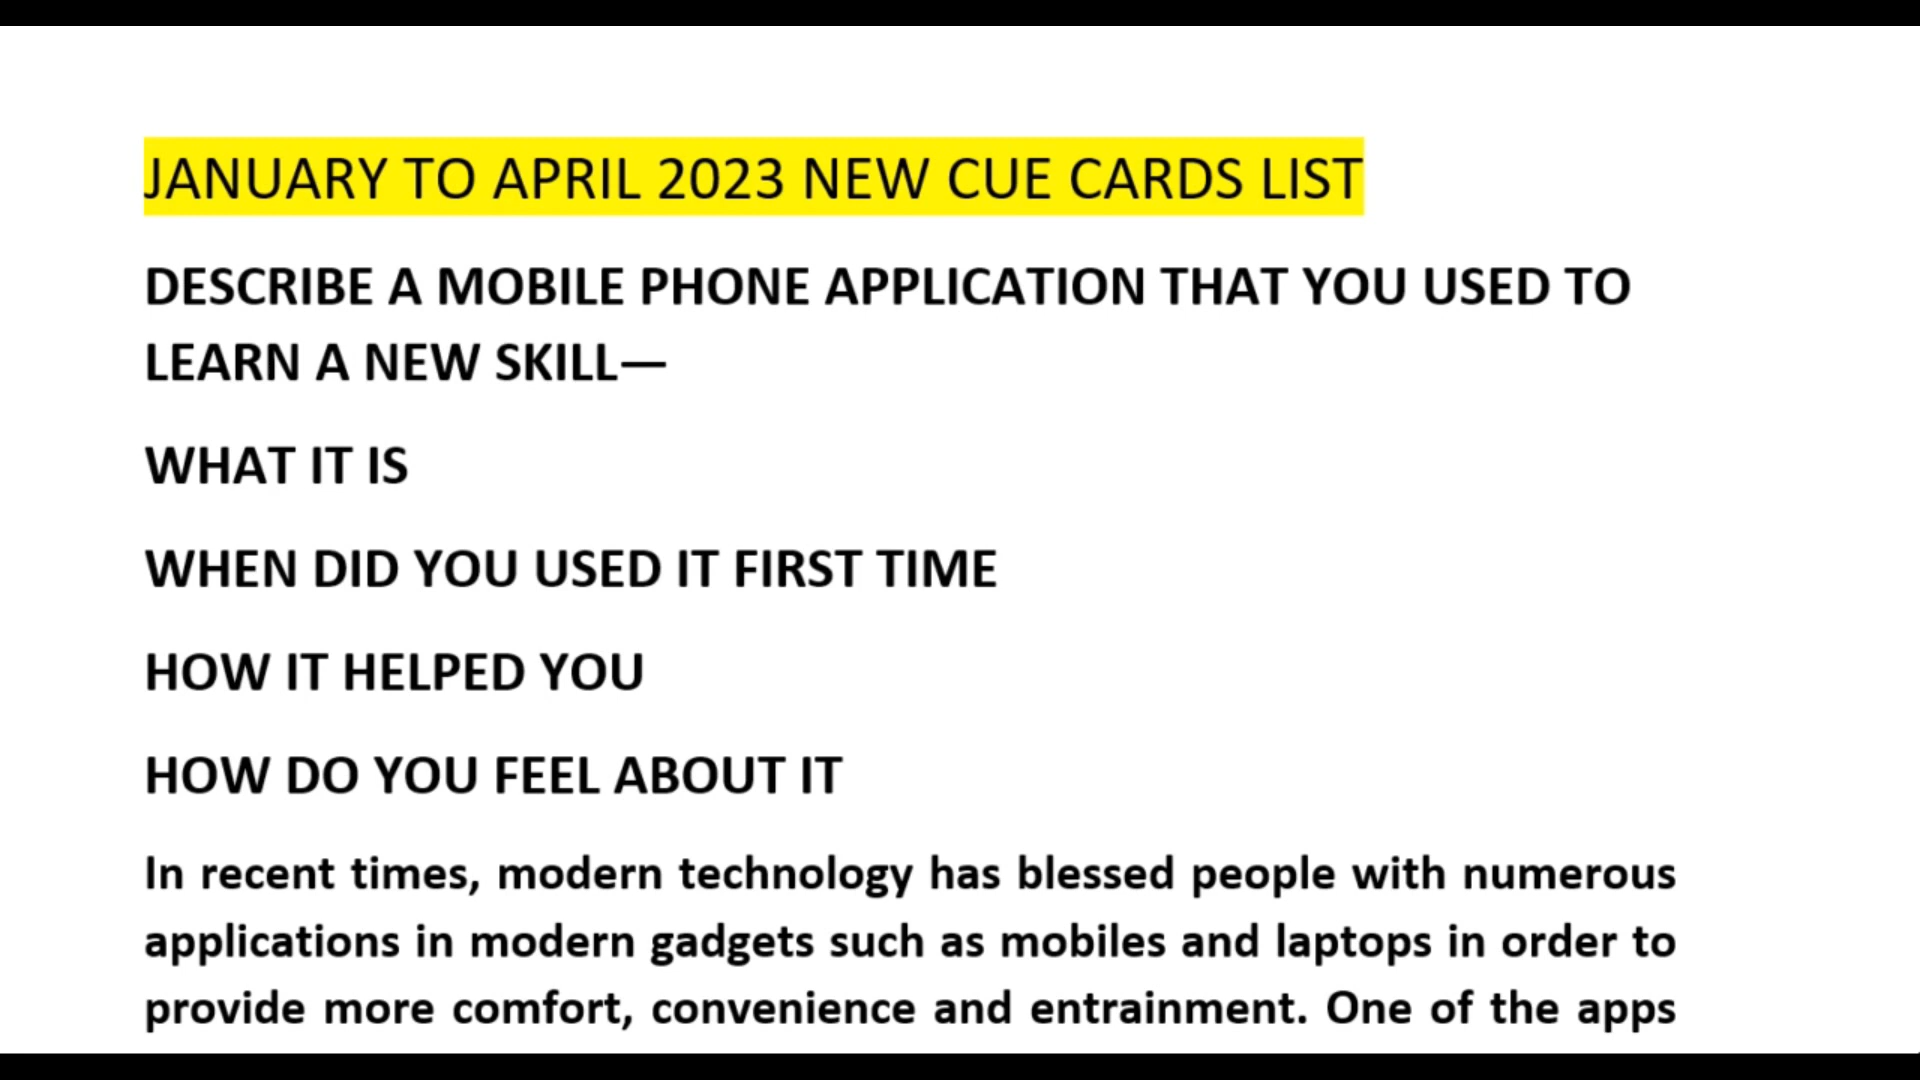 JANUARY TO APRIL 2023 NEW CUE CARDS LIST
DESCRIBE A MOBILE PHONE APPLICATION THAT YOU USED TO
LEARN A NEW SKILL—
WHAT IT IS
WHEN DID YOU USED IT FIRST TIME
HOW IT HELPED YOU
HOW DO YOU FEEL ABOUT IT
In recent times, modern technology has blessed people with numerous
applications in modern gadgets such as mobiles and laptops in order to
provide more comfort, convenience and entrainment. One of the apps